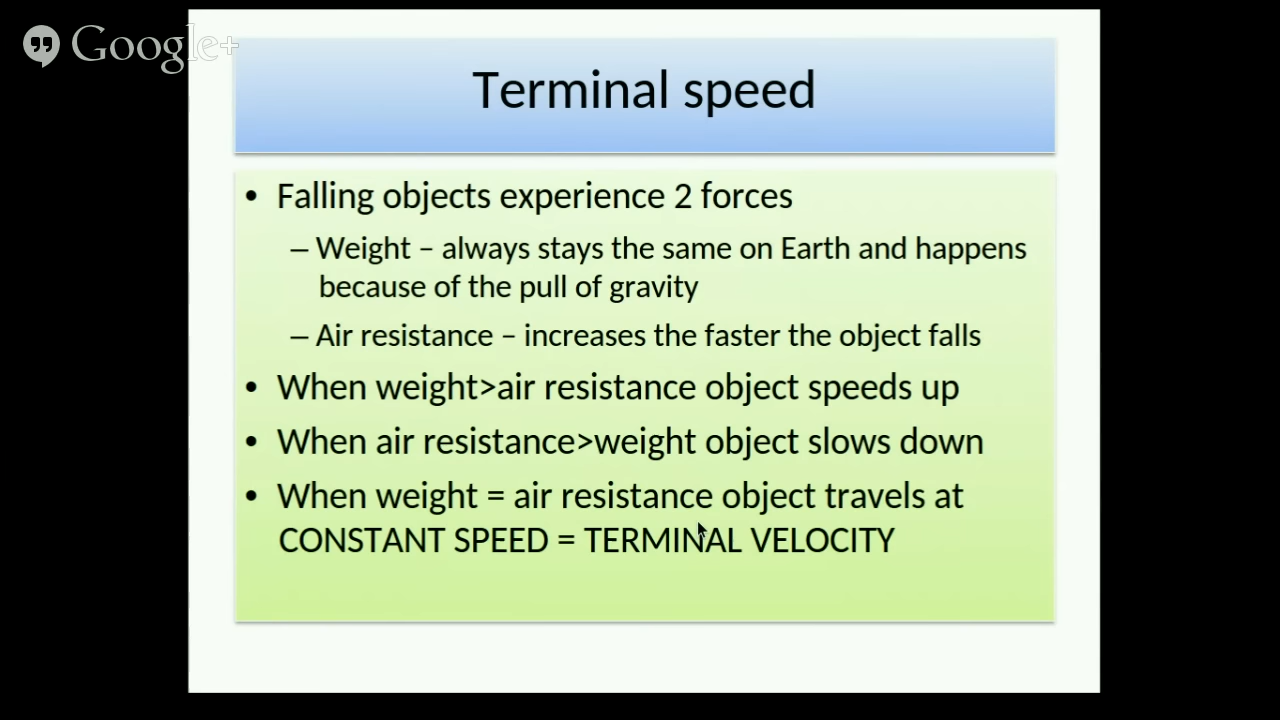 Google+
Terminal speed
• Falling objects experience 2 forces
– Weight – always stays the same on Earth and happens
because of the pull of gravity
– Air resistance – increases the faster the object falls
• When weight>air resistance object speeds up
• When air resistance>weight object slows down
• When weight = air resistance object travels at
CONSTANT SPEED = TERMINAL VELOCITY